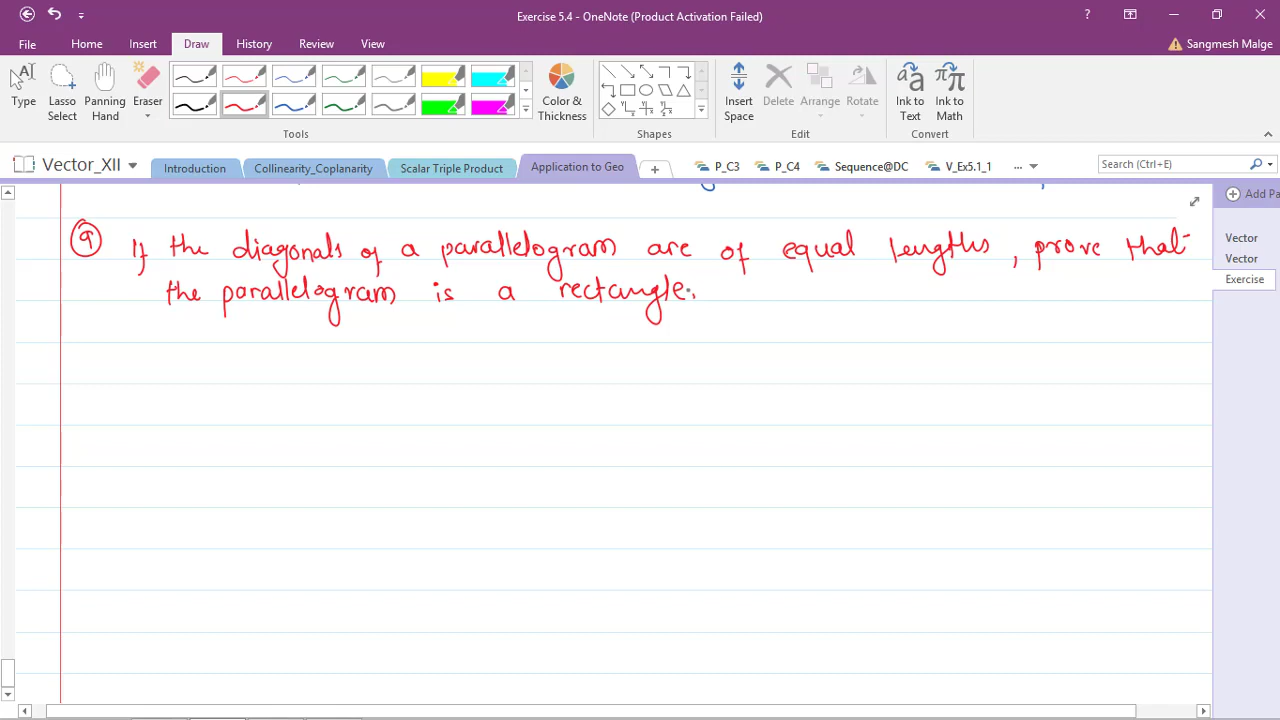 Exercise 5.4 - OneNote (Product Activation Failed)
?
File Home Insert Draw History Review View
Sangmesh Malge
Type
Lasso Select
Panning Hand
Eraser
Color & Thickness
Insert Space
Delete
Arrange
Rotate
Ink to Text
Ink to Math
Tools
Shapes
Edit
Convert
Vector_XII
Introduction
Collinearity_Coplanarity
Scalar Triple Product
Application to Geo
P_C3
P_C4
Sequence@DC
V_Ex5.1_1
...
Search (Ctrl+E)
Add Pa
Vector
Vector
Exercise
9 If the diagonals of a parallelogram are of equal lengths, prove that
the parallelogram is a rectangle.